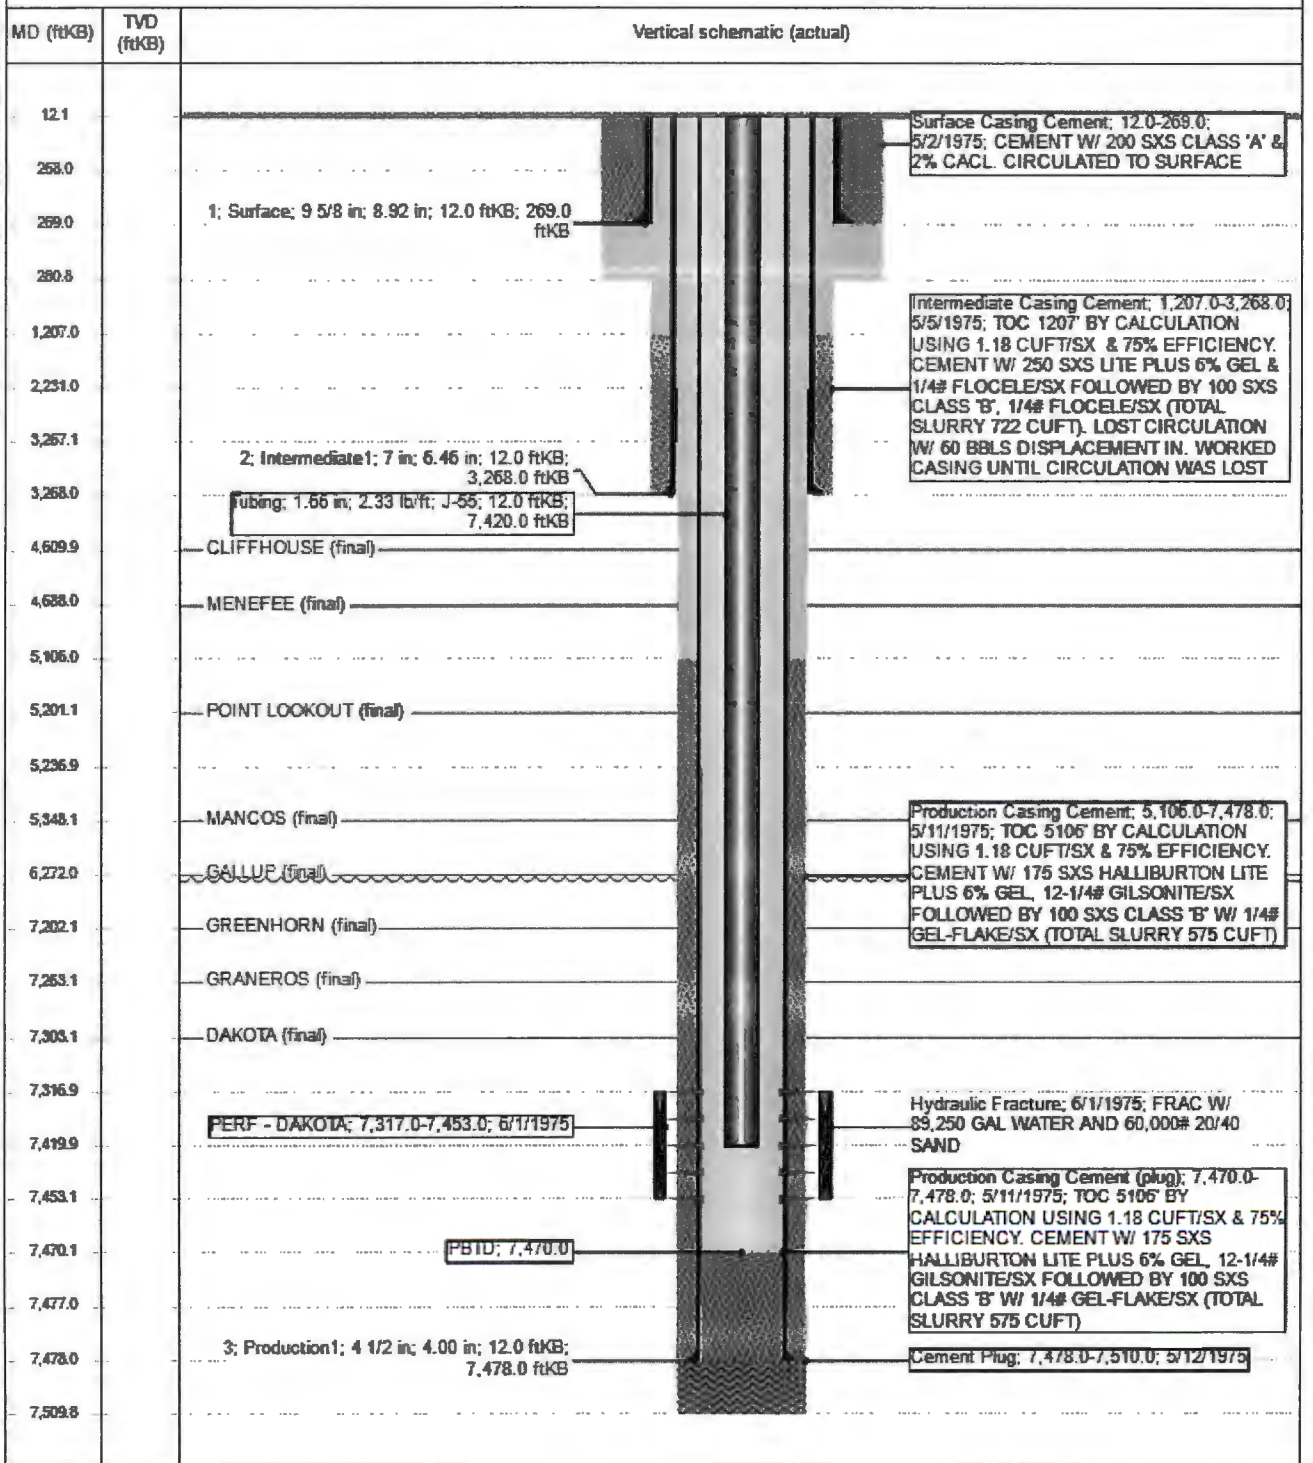 MD (ftKB)
TVD
(ftKB)
Vertical schematic (actual)
12.1
268.0
269.0
280.8
1,207.0
2,231.0
3,267.1
3,268.0
4,609.9
4,688.0
5,106.0
5,201.1
5,236.9
5,348.1
6,272.0
7,202.1
7,263.1
7,303.1
7,316.9
7,419.9
7,453.1
7,470.1
7,477.0
7,478.0
7,509.8
Surface Casing Cement; 12.0-269.0;
5/2/1975; CEMENT W/ 200 SXS CLASS 'A' &
2% CACL. CIRCULATED TO SURFACE
1; Surface; 9 5/8 in; 8.92 in; 12.0 ftKB; 269.0
ftKB
Intermediate Casing Cement; 1,207.0-3,268.0;
5/5/1975; TOC 1207' BY CALCULATION
USING 1.18 CUFT/SX & 75% EFFICIENCY.
CEMENT W/ 250 SXS LITE PLUS 6% GEL &
1/4# FLOCELE/SX FOLLOWED BY 100 SXS
CLASS 'B', 1/4# FLOCELE/SX (TOTAL
SLURRY 722 CUFT). LOST CIRCULATION
W/ 60 BBLS DISPLACEMENT IN. WORKED
CASING UNTIL CIRCULATION WAS LOST
2; Intermediate1; 7 in; 6.46 in; 12.0 ftKB;
3,268.0 ftKB
Tubing; 1.66 in; 2.33 lb/ft; J-55; 12.0 ftKB;
7,420.0 ftKB
CLIFFHOUSE (final)
MENEFEE (final)
POINT LOOKOUT (final)
MANCOS (final)
GALLUP (final)
GREENHORN (final)
GRANEROS (final)
DAKOTA (final)
Production Casing Cement; 5,106.0-7,478.0;
5/11/1975; TOC 5106' BY CALCULATION
USING 1.18 CUFT/SX & 75% EFFICIENCY.
CEMENT W/ 175 SXS HALLIBURTON LITE
PLUS 6% GEL, 12-1/4# GILSONITE/SX
FOLLOWED BY 100 SXS CLASS 'B' W/ 1/4#
GEL-FLAKE/SX (TOTAL SLURRY 575 CUFT)
PERF - DAKOTA; 7,317.0-7,453.0; 6/1/1975
Hydraulic Fracture; 6/1/1975; FRAC W/
89,250 GAL WATER AND 60,000# 20/40
SAND
Production Casing Cement (plug); 7,470.0-
7,478.0; 5/11/1975; TOC 5106' BY
CALCULATION USING 1.18 CUFT/SX & 75%
EFFICIENCY. CEMENT W/ 175 SXS
HALLIBURTON LITE PLUS 6% GEL, 12-1/4#
GILSONITE/SX FOLLOWED BY 100 SXS
CLASS 'B' W/ 1/4# GEL-FLAKE/SX (TOTAL
SLURRY 575 CUFT)
PBTD; 7,470.0
3; Production1; 4 1/2 in; 4.00 in; 12.0 ftKB;
7,478.0 ftKB
Cement Plug; 7,478.0-7,510.0; 5/12/1975